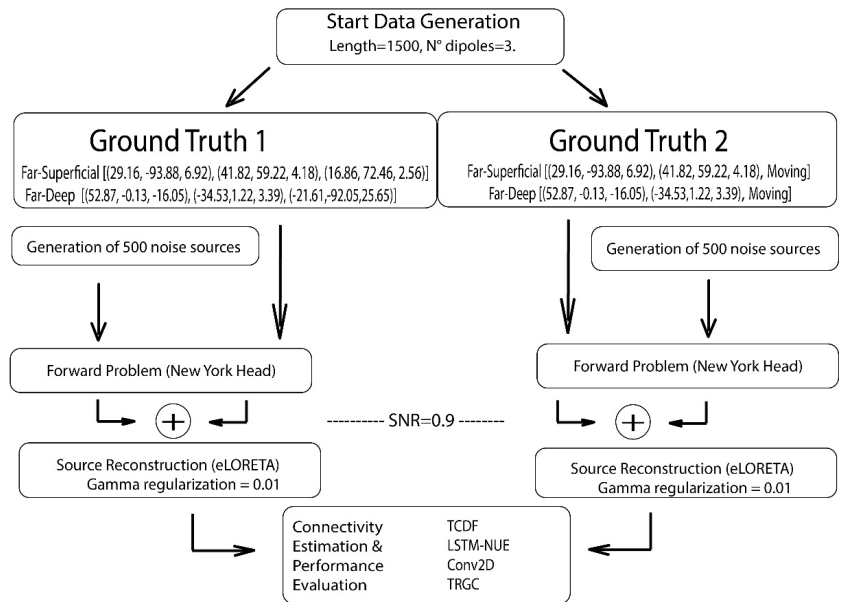 Start Data Generation
Length=1500, N° dipoles=3.
Ground Truth 1
Far-Superficial [(29.16, -93.88, 6.92), (41.82, 59.22, 4.18), (16.86, 72.46, 2.56)]
Far-Deep [(52.87, -0.13, -16.05), (-34.53,1.22, 3.39), (-21.61,-92.05,25.65)]
Ground Truth 2
Far-Superficial [(29.16, -93.88, 6.92), (41.82, 59.22, 4.18), Moving]
Far-Deep [(52.87, -0.13, -16.05), (-34.53,1.22, 3.39), Moving]
Generation of 500 noise sources
Generation of 500 noise sources
Forward Problem (New York Head)
Forward Problem (New York Head)
+
---------- SNR=0.9 --------
+
Source Reconstruction (eLORETA)
Gamma regularization = 0.01
Source Reconstruction (eLORETA)
Gamma regularization = 0.01
Connectivity TCDF
Estimation & LSTM-NUE
Performance Conv2D
Evaluation TRGC